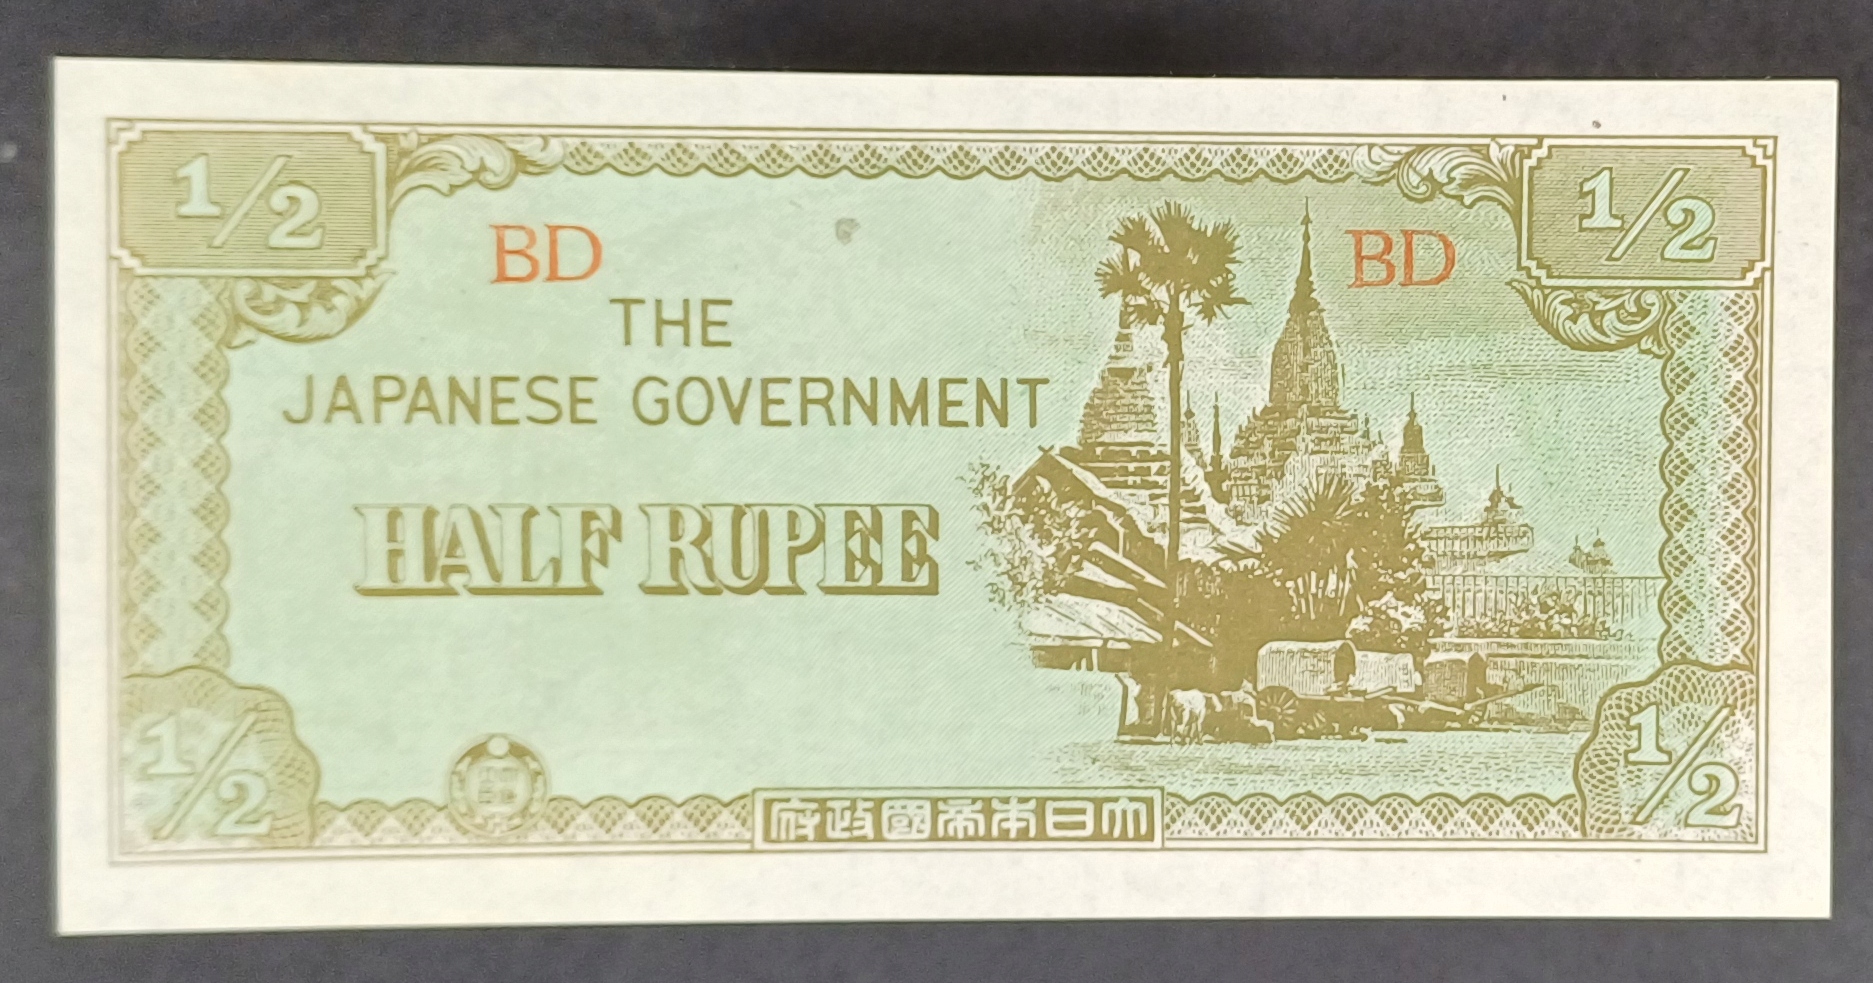 1/2
1/2
BD
BD
THE
JAPANESE GOVERNMENT
HALF RUPEE
1/2
1/2
府政國帝本日大